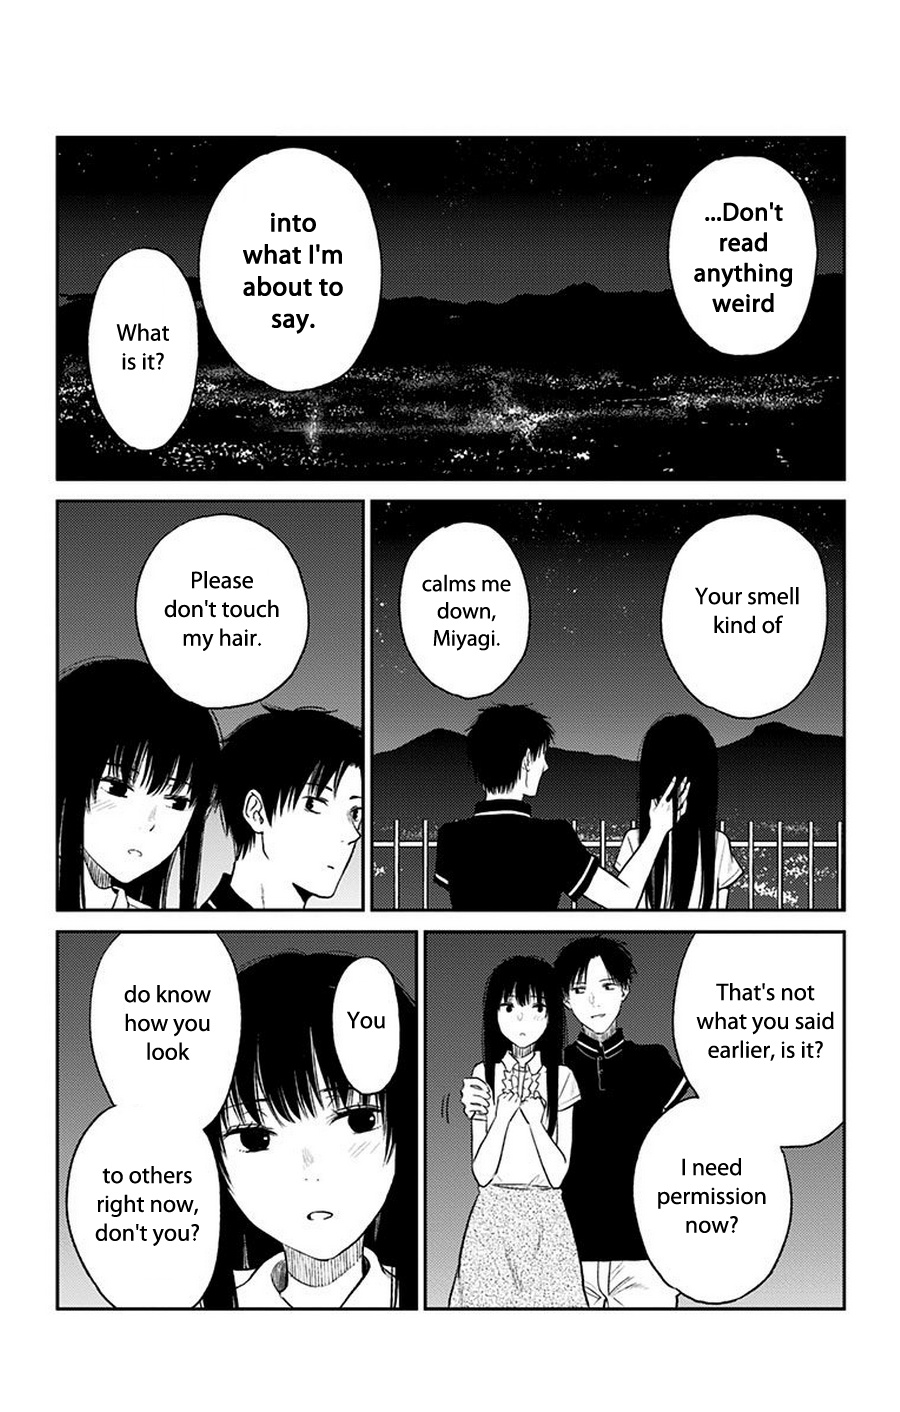 ...Don't
read
anything
weird
into
what I'm
about to
say.
What
is it?
Your smell
kind of
calms me
down,
Miyagi.
Please
don't touch
my hair.
That's not
what you said
earlier, is it?
I need
permission
now?
You
do know
how you
look
to others
right now,
don't you?